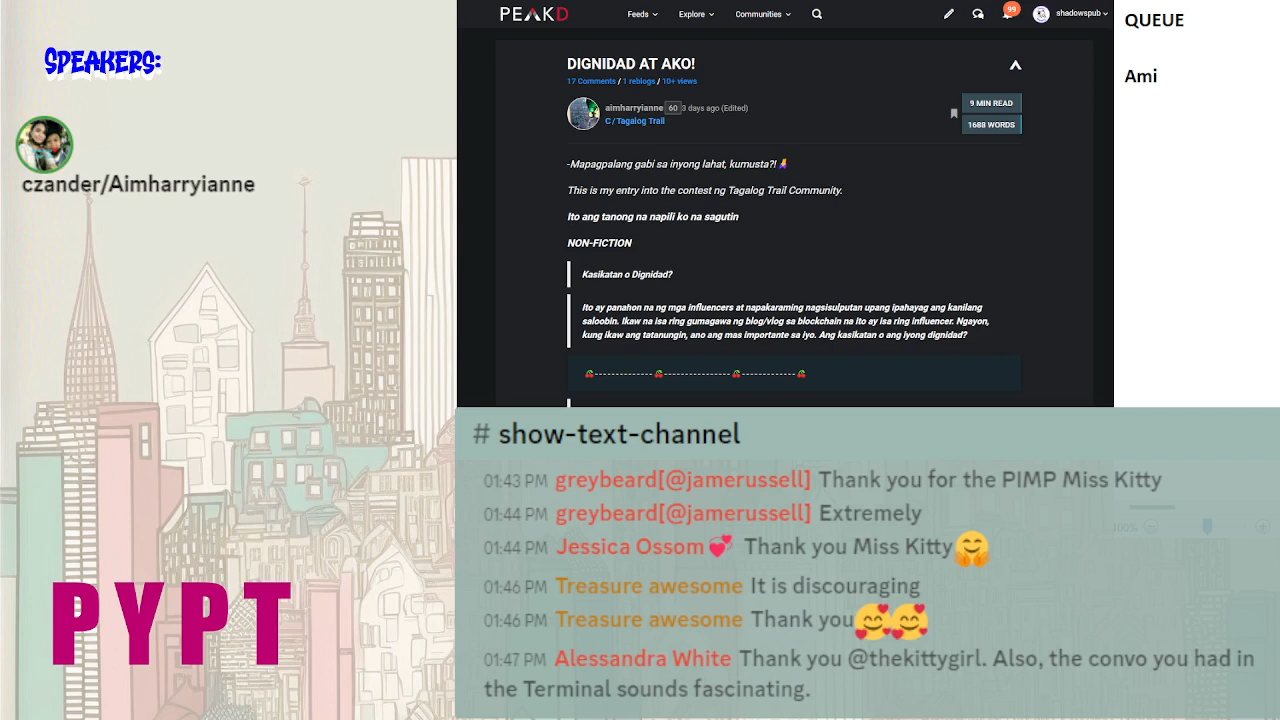 SPEAKERS:
czander/Aimharryianne
PYPT
PEAKD
Feeds
Explore
Communities
99
shadowspub
DIGNIDAD AT AKO!
17 Comments / 1 reblogs / 10+ views
aimharryianne 60 3 days ago (Edited)
C / Tagalog Trail
9 MIN READ
1688 WORDS
-Mapagpalang gabi sa inyong lahat, kumusta?!
This is my entry into the contest ng Tagalog Trail Community.
Ito ang tanong na napili ko na sagutin
NON-FICTION
Kasikatan o Dignidad?
Ito ay panahon na ng mga influencers at napakaraming nagsisulputan upang ipahayag ang kanilang
saloobin. Ikaw na isa ring gumagawa ng blog/vlog sa blockchain na ito ay isa ring influencer. Ngayon,
kung ikaw ang tatanungin, ano ang mas importante sa iyo. Ang kasikatan o ang iyong dignidad?
QUEUE
Ami
# show-text-channel
01:43 PM greybeard[@jamerussell] Thank you for the PIMP Miss Kitty
01:44 PM greybeard[@jamerussell] Extremely
01:44 PM Jessica Ossom💞 Thank you Miss Kitty🤗
01:46 PM Treasure awesome It is discouraging
01:46 PM Treasure awesome Thank you🥰🥰
01:47 PM Alessandra White Thank you @thekittygirl. Also, the convo you had in
the Terminal sounds fascinating.
100%